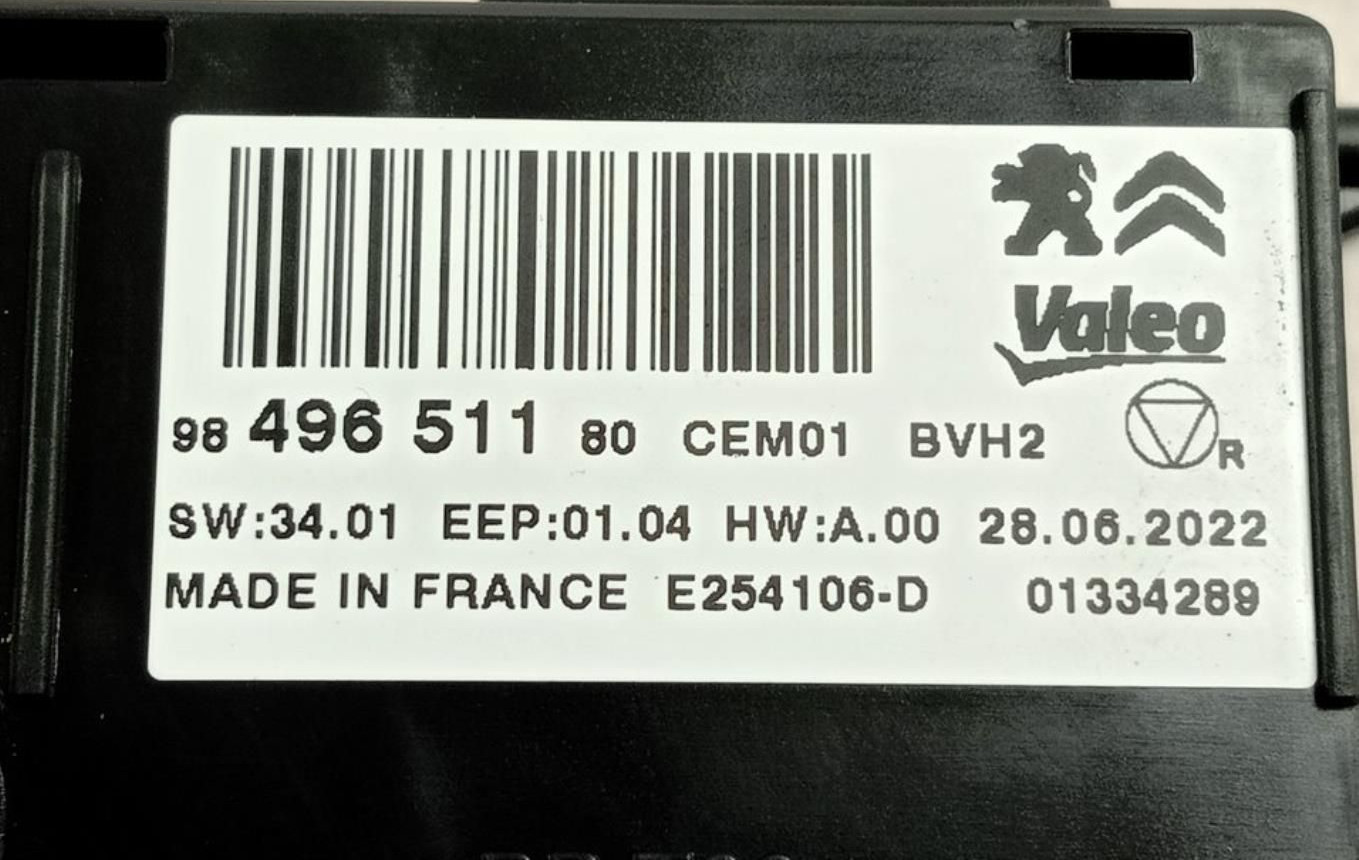 Valeo
98 496 511 80 CEM01 BVH2 R
SW:34.01 EEP:01.04 HW:A.00 28.06.2022
MADE IN FRANCE E254106-D 01334289